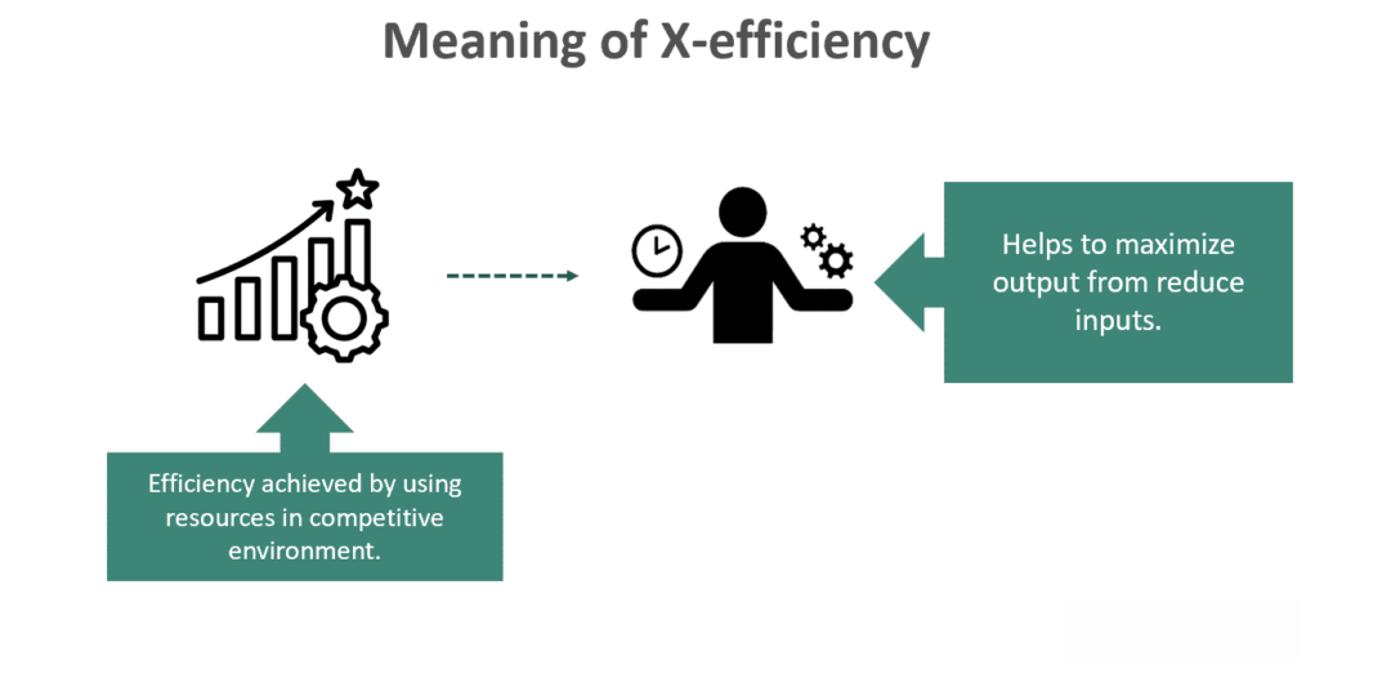 Meaning of X-efficiency
Helps to maximize
output from reduce
inputs.
Efficiency achieved by using
resources in competitive
environment.